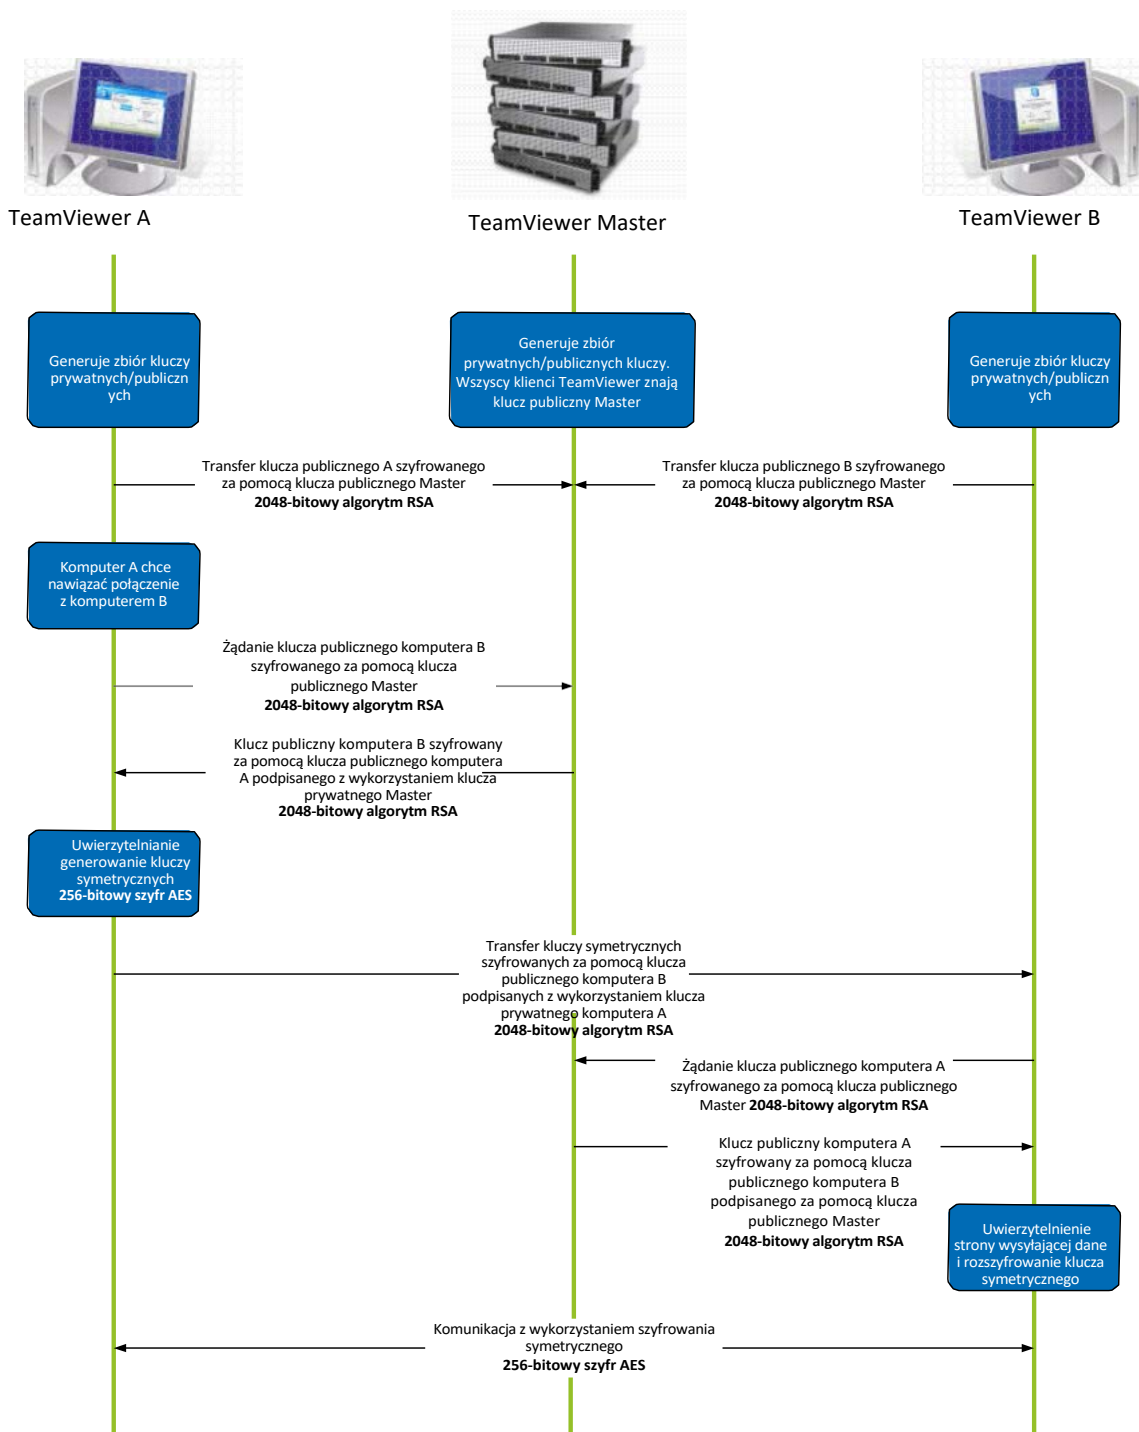 TeamViewer A
TeamViewer Master
TeamViewer B
Generuje zbiór kluczy
prywatnych/publiczn
ych
Generuje zbiór
prywatnych/publicznych kluczy.
Wszyscy klienci TeamViewer znają
klucz publiczny Master
Generuje zbiór kluczy
prywatnych/publiczn
ych
Transfer klucza publicznego A szyfrowanego
za pomocą klucza publicznego Master
2048-bitowy algorytm RSA
Transfer klucza publicznego B szyfrowanego
za pomocą klucza publicznego Master
2048-bitowy algorytm RSA
Komputer A chce
nawiązać połączenie
z komputerem B
Żądanie klucza publicznego komputera B
szyfrowanego za pomocą klucza
publicznego Master
2048-bitowy algorytm RSA
Klucz publiczny komputera B szyfrowany
za pomocą klucza publicznego komputera
A podpisanego z wykorzystaniem klucza
prywatnego Master
2048-bitowy algorytm RSA
Uwierzytelnianie
generowanie kluczy
symetrycznych
256-bitowy szyfr AES
Transfer kluczy symetrycznych
szyfrowanych za pomocą klucza
publicznego komputera B
podpisanych z wykorzystaniem klucza
prywatnego komputera A
2048-bitowy algorytm RSA
Żądanie klucza publicznego komputera A
szyfrowanego za pomocą klucza publicznego
Master 2048-bitowy algorytm RSA
Klucz publiczny komputera A
szyfrowany za pomocą klucza
publicznego komputera B
podpisanego za pomocą klucza
publicznego Master
2048-bitowy algorytm RSA
Uwierzytelnienie
strony wysyłającej dane
i rozszyfrowanie klucza
symetrycznego
Komunikacja z wykorzystaniem szyfrowania
symetrycznego
256-bitowy szyfr AES